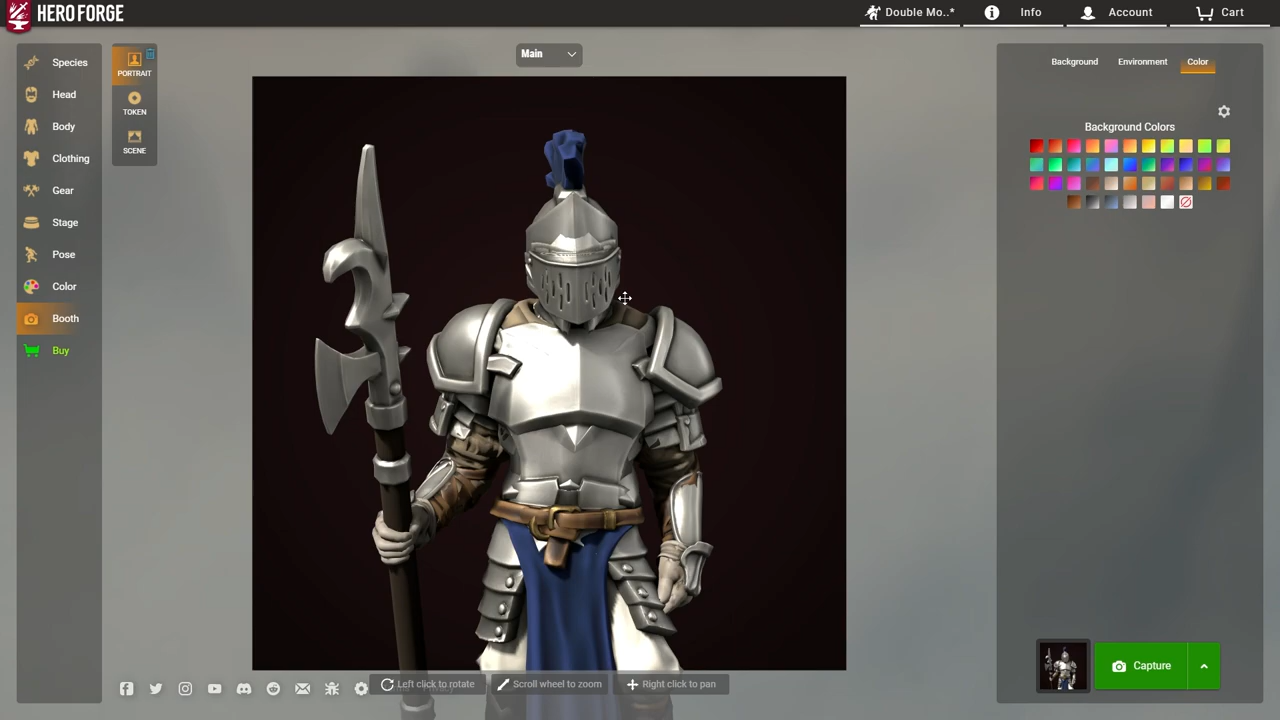 HERO FORGE
Double Mo..*
Info
Account
Cart
Species
Head
Body
Clothing
Gear
Stage
Pose
Color
Booth
Buy
PORTRAIT
TOKEN
SCENE
Main
Background
Environment
Color
Background Colors
Left click to rotate
Scroll wheel to zoom
Right click to pan
Capture